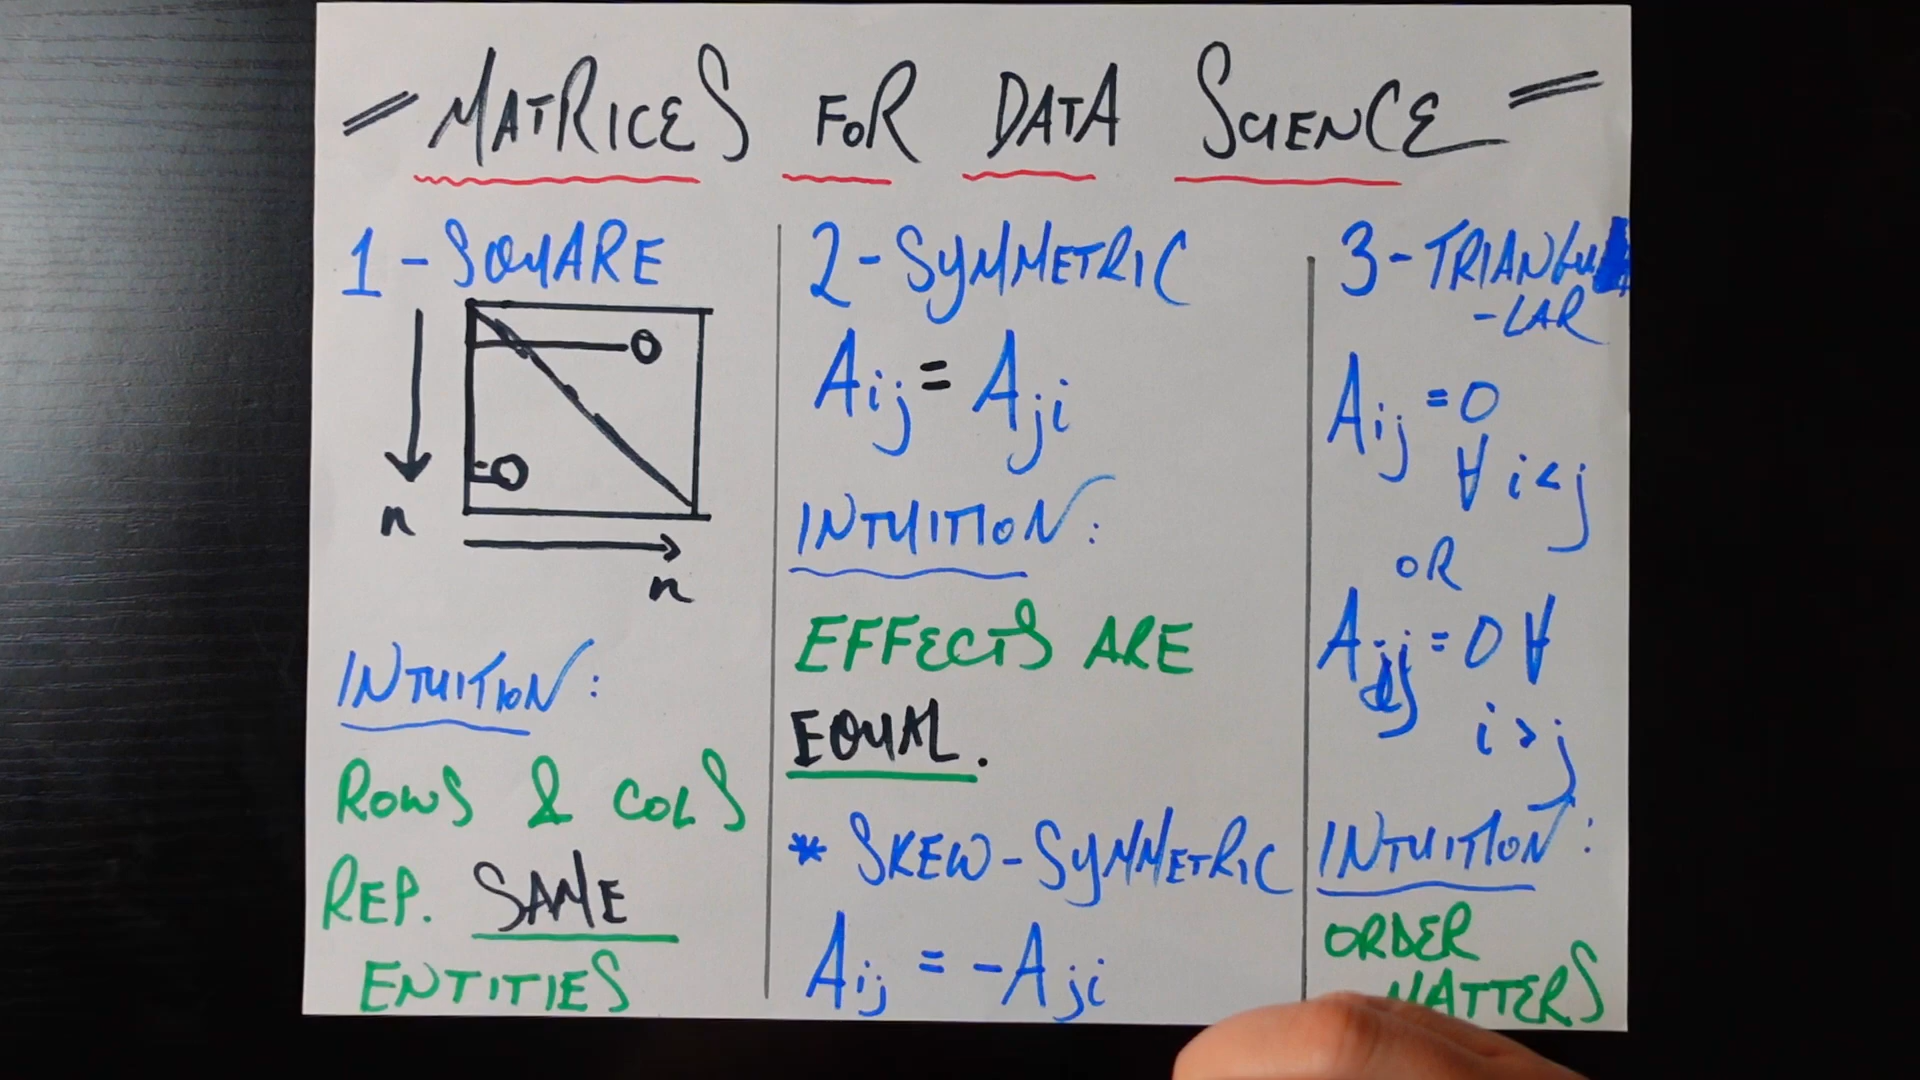 MATRICES FOR DATA SCIENCE
1 - SQUARE
n
n
INTUITION:
ROWS & COLS
REP. SAME
ENTITIES
2 - SYMMETRIC
Aij = Aji
INTUITION:
EFFECTS ARE
EQUAL.
* SKEW-SYMMETRIC
Aij = -Aji
3 - TRIANGU
-LAR
Aij = 0
∀ i < j
OR
Aij = 0 ∀
i > j
INTUITION:
ORDER
MATTERS